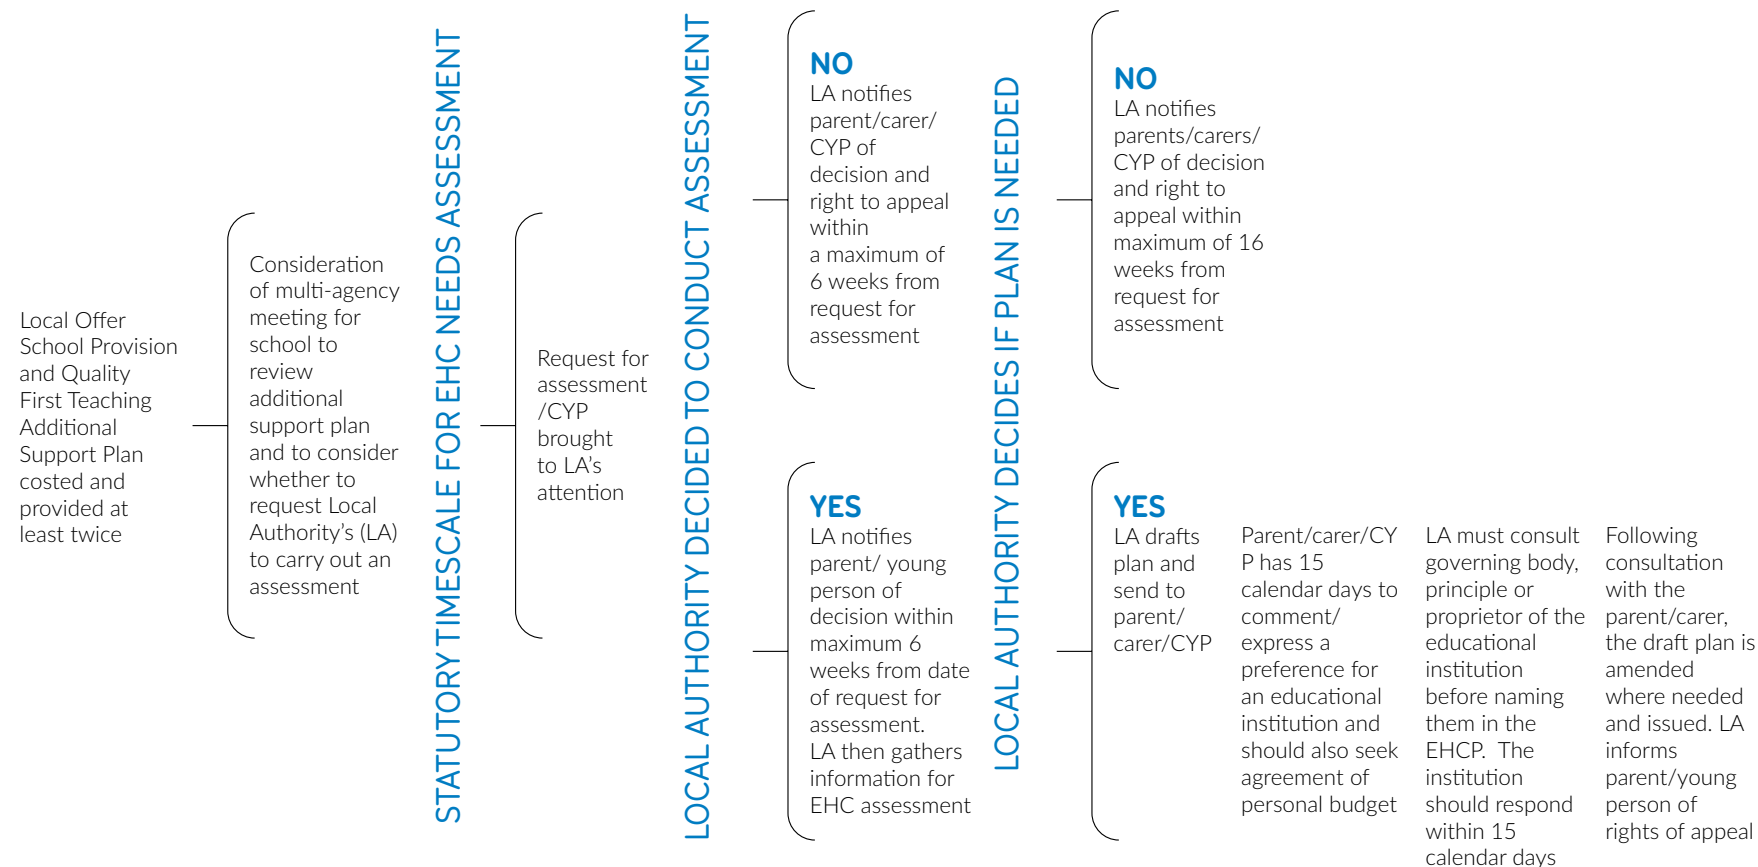 Local Offer
School Provision
and Quality
First Teaching
Additional
Support Plan
costed and
provided at
least twice
Consideration
of multi-agency
meeting for
school to
review
additional
support plan
and to consider
whether to
request Local
Authority's (LA)
to carry out an
assessment
STATUTORY TIMESCALE FOR EHC NEEDS ASSESSMENT
Request for
assessment
/CYP
brought
to LA's
attention
LOCAL AUTHORITY DECIDED TO CONDUCT ASSESSMENT
NO
LA notifies
parent/carer/
CYP of
decision and
right to appeal
within
a maximum of
6 weeks from
request for
assessment
YES
LA notifies
parent/ young
person of
decision within
maximum 6
weeks from date
of request for
assessment.
LA then gathers
information for
EHC assessment
LOCAL AUTHORITY DECIDES IF PLAN IS NEEDED
NO
LA notifies
parents/carers/
CYP of decision
and right to
appeal within
maximum of 16
weeks from
request for
assessment
YES
LA drafts
plan and
send to
parent/
carer/CYP
Parent/carer/CY
P has 15
calendar days to
comment/
express a
preference for
an educational
institution and
should also seek
agreement of
personal budget
LA must consult
governing body,
principle or
proprietor of the
educational
institution
before naming
them in the
EHCP. The
institution
should respond
within 15
calendar days
Following
consultation
with the
parent/carer,
the draft plan is
amended
where needed
and issued. LA
informs
parent/young
person of
rights of appeal